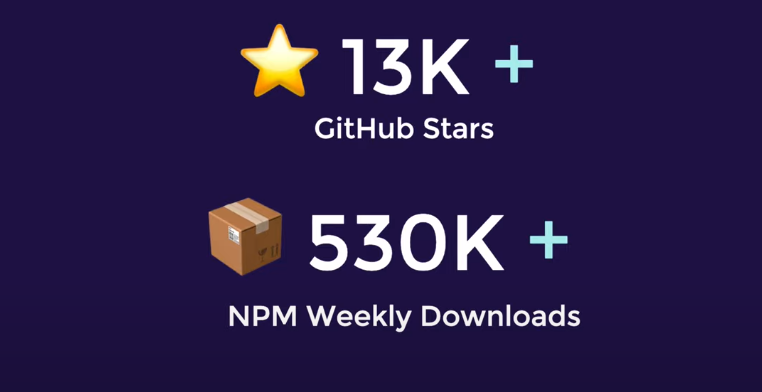 13K +
GitHub Stars
530K +
NPM Weekly Downloads